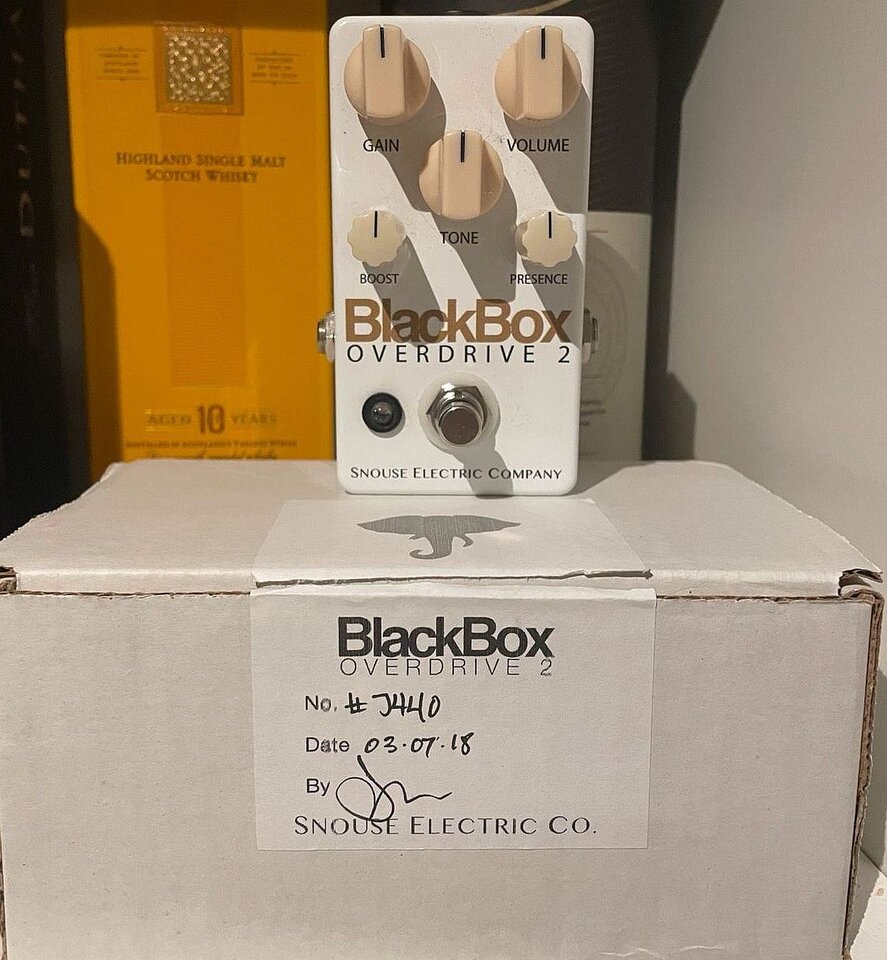 HIGHLAND SINGLE MALT
SCOTCH WHISKY
AGED 10 YEARS
GAIN
VOLUME
TONE
BOOST
PRESENCE
BlackBox
OVERDRIVE 2
SNOUSE ELECTRIC COMPANY
BlackBox
OVERDRIVE 2
No. # J440
Date 03.07.18
By
SNOUSE ELECTRIC CO.